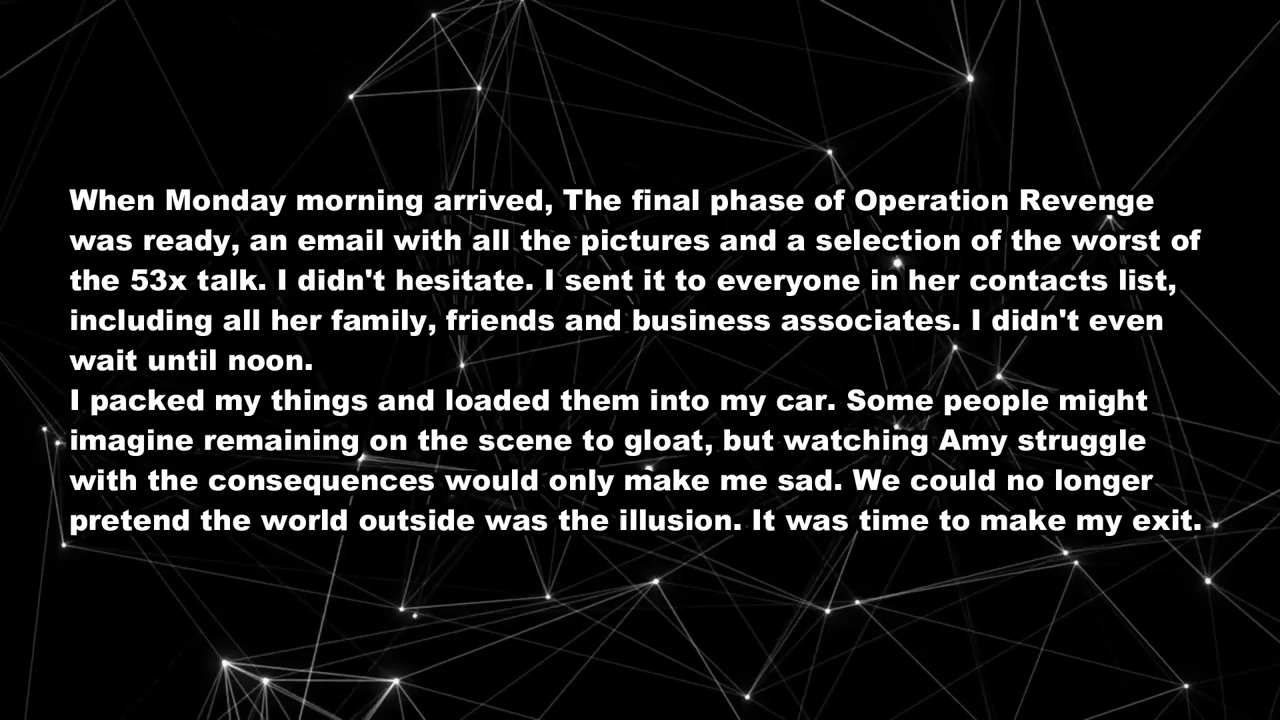 When Monday morning arrived, The final phase of Operation Revenge
was ready, an email with all the pictures and a selection of the worst of
the 53x talk. I didn't hesitate. I sent it to everyone in her contacts list,
including all her family, friends and business associates. I didn't even
wait until noon.
I packed my things and loaded them into my car. Some people might
imagine remaining on the scene to gloat, but watching Amy struggle
with the consequences would only make me sad. We could no longer
pretend the world outside was the illusion. It was time to make my exit.